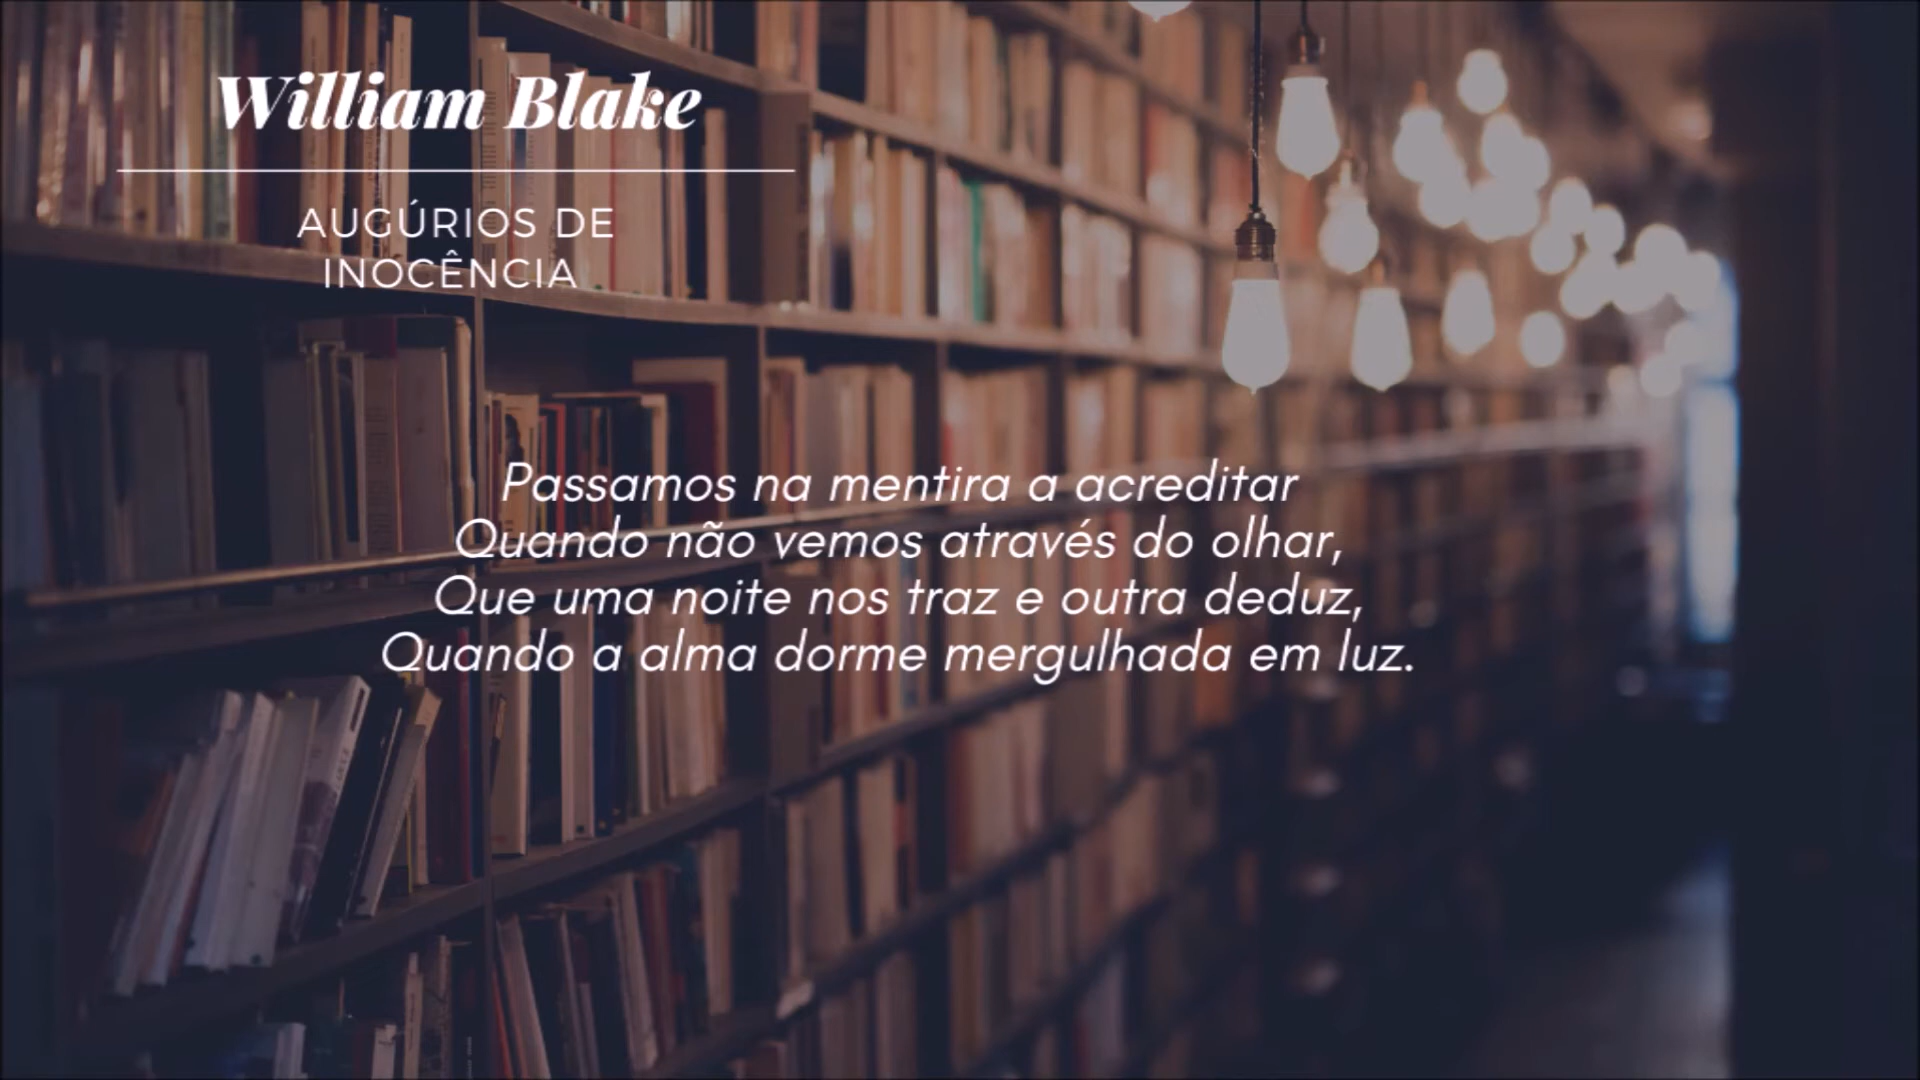 William Blake
AUGÚRIOS DE
INOCÊNCIA
Passamos na mentira a acreditar
Quando não vemos através do olhar,
Que uma noite nos traz e outra deduz,
Quando a alma dorme mergulhada em luz.